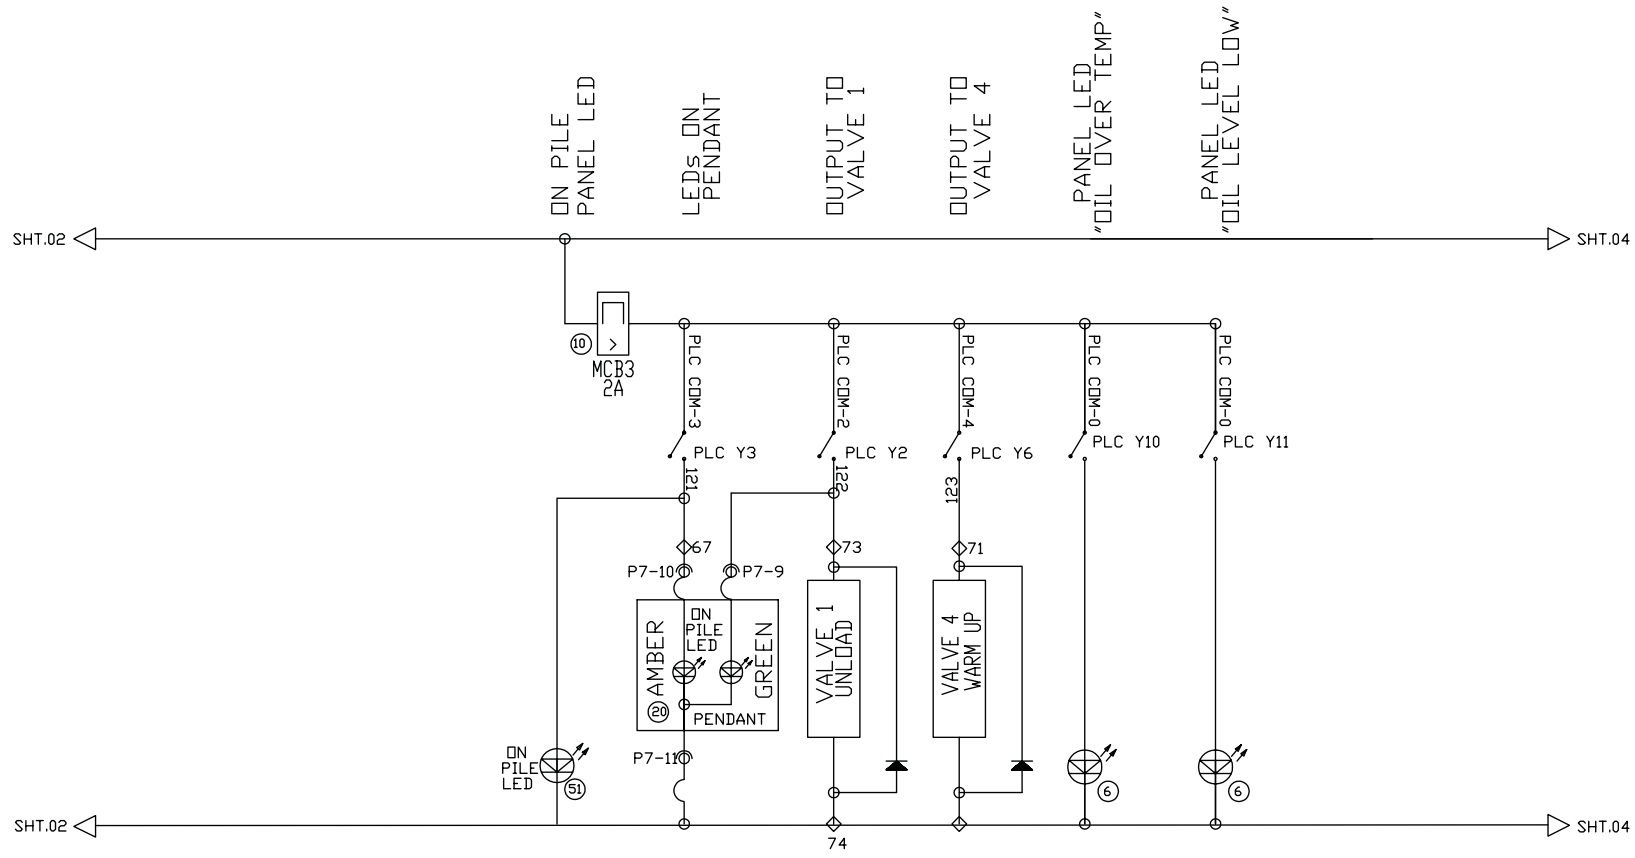 ON PILE
PANEL LED
LEDs ON
PENDANT
OUTPUT TO
VALVE 1
OUTPUT TO
VALVE 4
PANEL LED
"OIL OVER TEMP"
PANEL LED
"OIL LEVEL LOW"
SHT.02
SHT.04
10
MCB3
2A
PLC COM-3
PLC COM-2
PLC COM-4
PLC COM-0
PLC COM-0
PLC Y3
PLC Y2
PLC Y6
PLC Y10
PLC Y11
121
122
123
67
73
71
P7-10
P7-9
AMBER
ON
PILE
LED
GREEN
20
PENDANT
VALVE 1
UNLOAD
VALVE 4
WARM UP
P7-11
ON
PILE
LED
51
6
6
SHT.02
74
SHT.04